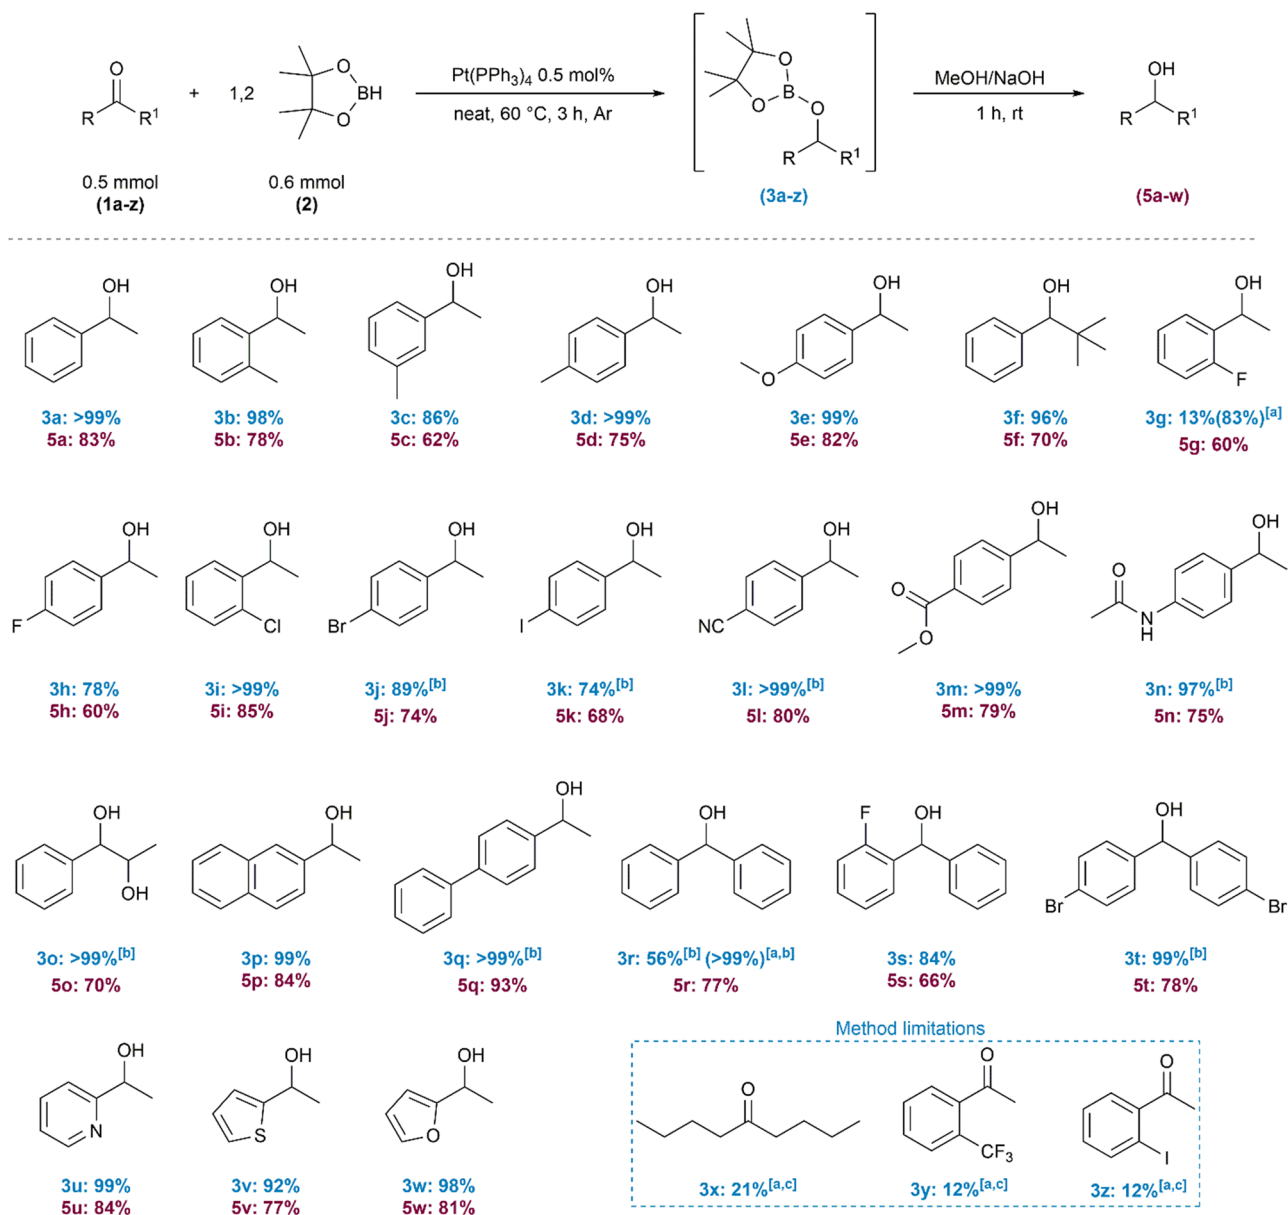 O
R
R1
+
1,2
O
BH
O
Pt(PPh3)4 0.5 mol%
neat, 60 °C, 3 h, Ar
O
B
O
O
R
R1
MeOH/NaOH
1 h, rt
OH
R
R1
0.5 mmol
(1a-z)
0.6 mmol
(2)
(3a-z)
(5a-w)
OH
OH
OH
OH
OH
O
OH
OH
F
3a: >99%
5a: 83%
3b: 98%
5b: 78%
3c: 86%
5c: 62%
3d: >99%
5d: 75%
3e: 99%
5e: 82%
3f: 96%
5f: 70%
3g: 13%(83%)[a]
5g: 60%
OH
F
OH
Cl
OH
Br
OH
I
OH
NC
OH
O
O
OH
O
N
H
3h: 78%
5h: 60%
3i: >99%
5i: 85%
3j: 89%[b]
5j: 74%
3k: 74%[b]
5k: 68%
3l: >99%[b]
5l: 80%
3m: >99%
5m: 79%
3n: 97%[b]
5n: 75%
OH
OH
OH
OH
OH
F
OH
OH
Br
Br
3o: >99%[b]
5o: 70%
3p: 99%
5p: 84%
3q: >99%[b]
5q: 93%
3r: 56%[b] (>99%)[a,b]
5r: 77%
3s: 84%
5s: 66%
3t: 99%[b]
5t: 78%
OH
N
OH
S
OH
O
3u: 99%
5u: 84%
3v: 92%
5v: 77%
3w: 98%
5w: 81%
Method limitations
O
O
CF3
O
I
3x: 21%[a,c]
3y: 12%[a,c]
3z: 12%[a,c]